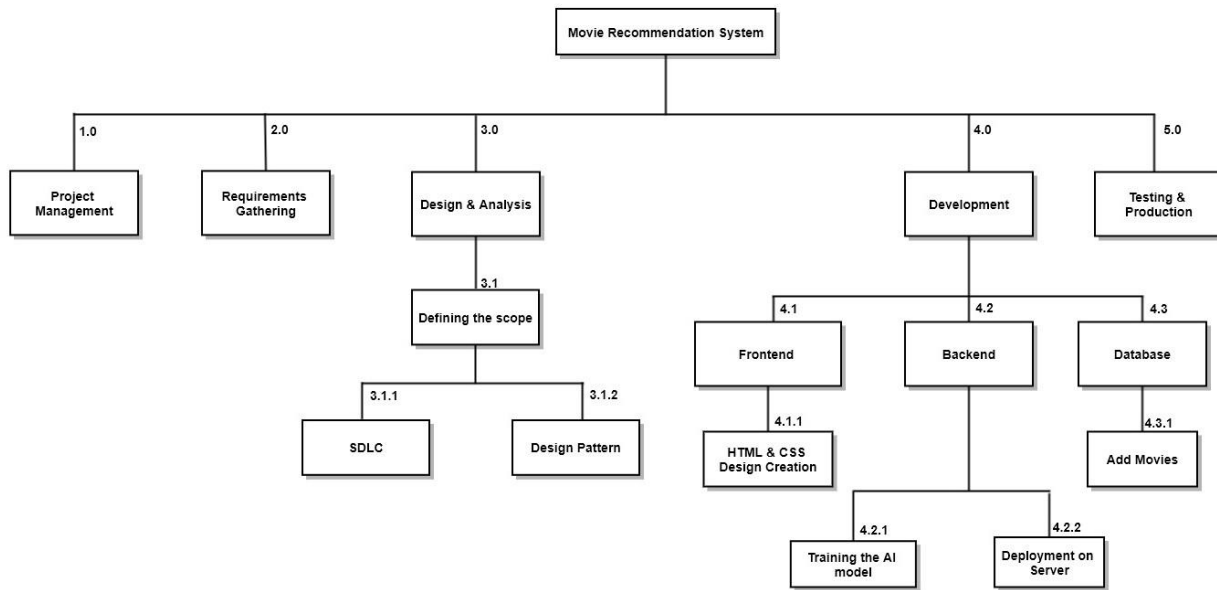 Movie Recommendation System
1.0
2.0
3.0
4.0
5.0
Project
Management
Requirements
Gathering
Design & Analysis
Development
Testing &
Production
3.1
Defining the scope
4.1
4.2
4.3
Frontend
Backend
Database
3.1.1
3.1.2
SDLC
Design Pattern
4.1.1
4.3.1
HTML & CSS
Design Creation
Add Movies
4.2.1
4.2.2
Training the AI
model
Deployment on
Server